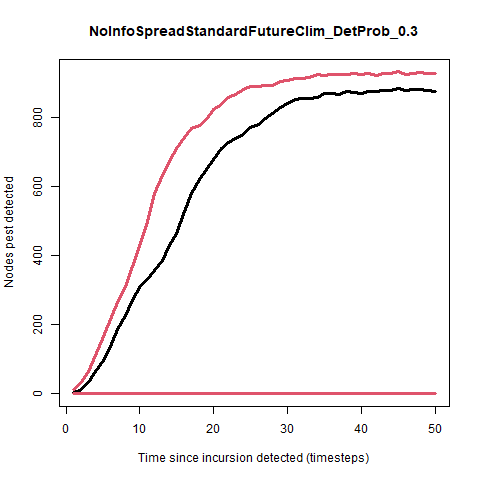 NoInfoSpreadStandardFutureClim_DetProb_0.3
Nodes pest detected
800
600
400
200
0
0 10 20 30 40 50
Time since incursion detected (timesteps)